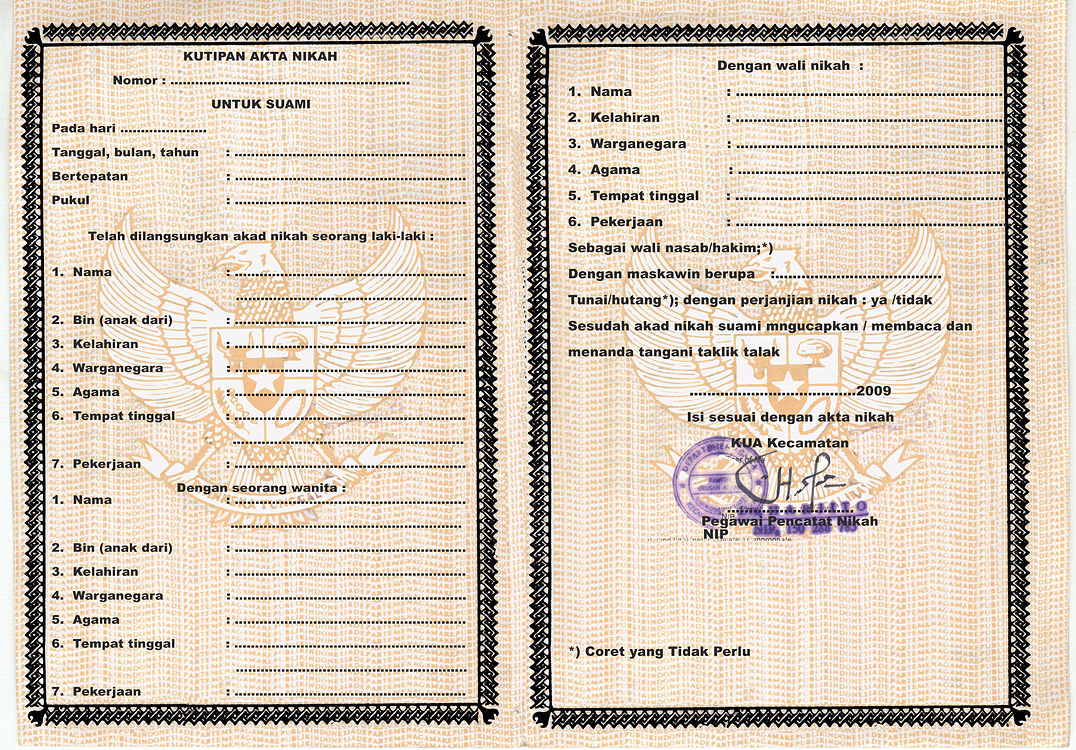 KUTIPAN AKTA NIKAH
Nomor : ..........................................................
UNTUK SUAMI
Pada hari .....................
Tanggal, bulan, tahun : ........................................................
Bertepatan : ........................................................
Pukul : ........................................................
Telah dilangsungkan akad nikah seorang laki-laki :
1. Nama : ........................................................
........................................................
2. Bin (anak dari) : ........................................................
3. Kelahiran : ........................................................
4. Warganegara : ........................................................
5. Agama : ........................................................
6. Tempat tinggal : ........................................................
........................................................
7. Pekerjaan : ........................................................
Dengan seorang wanita :
1. Nama : ........................................................
........................................................
2. Bin (anak dari) : ........................................................
3. Kelahiran : ........................................................
4. Warganegara : ........................................................
5. Agama : ........................................................
6. Tempat tinggal : ........................................................
........................................................
7. Pekerjaan : ........................................................
Dengan wali nikah :
1. Nama : ................................................................
2. Kelahiran : ................................................................
3. Warganegara : ................................................................
4. Agama : ................................................................
5. Tempat tinggal : ................................................................
6. Pekerjaan : ................................................................
Sebagai wali nasab/hakim;*)
Dengan maskawin berupa :........................................
Tunai/hutang*); dengan perjanjian nikah : ya /tidak
Sesudah akad nikah suami mngucapkan / membaca dan
menanda tangani taklik talak
........................................2009
Isi sesuai dengan akta nikah
KUA Kecamatan
Pegawai Pencatat Nikah
NIP
NIP. 150 286 765
*) Coret yang Tidak Perlu